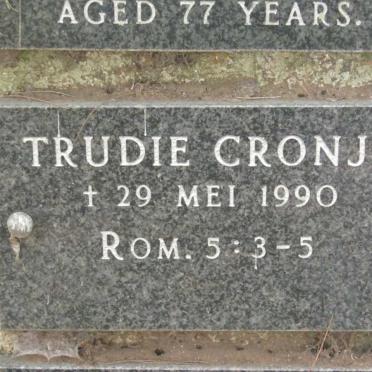 AGED 77 YEARS.
TRUDIE CRONJ
† 29 MEI 1990
ROM. 5:3-5